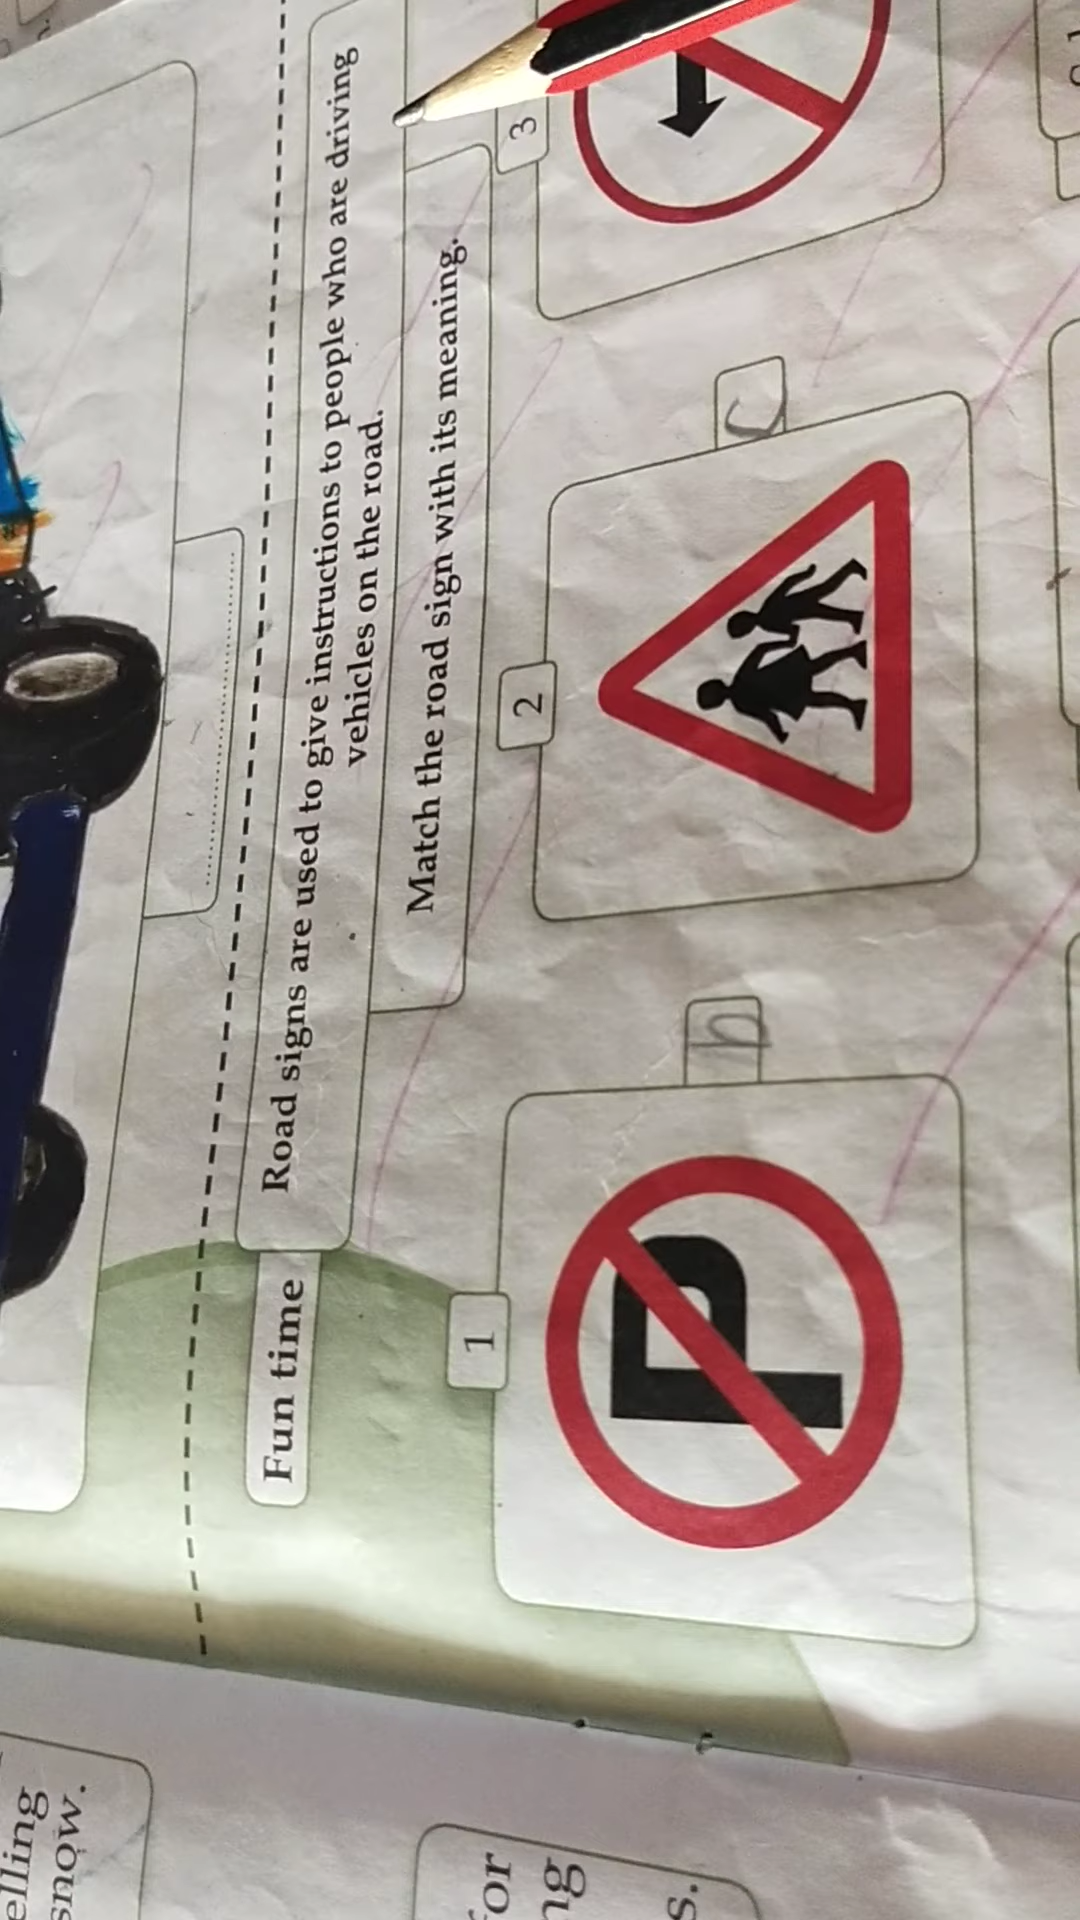 Fun time
Road signs are used to give instructions to people who are driving
vehicles on the road.
Match the road sign with its meaning.
1
2
3
P
h
c
elling
snow.
for